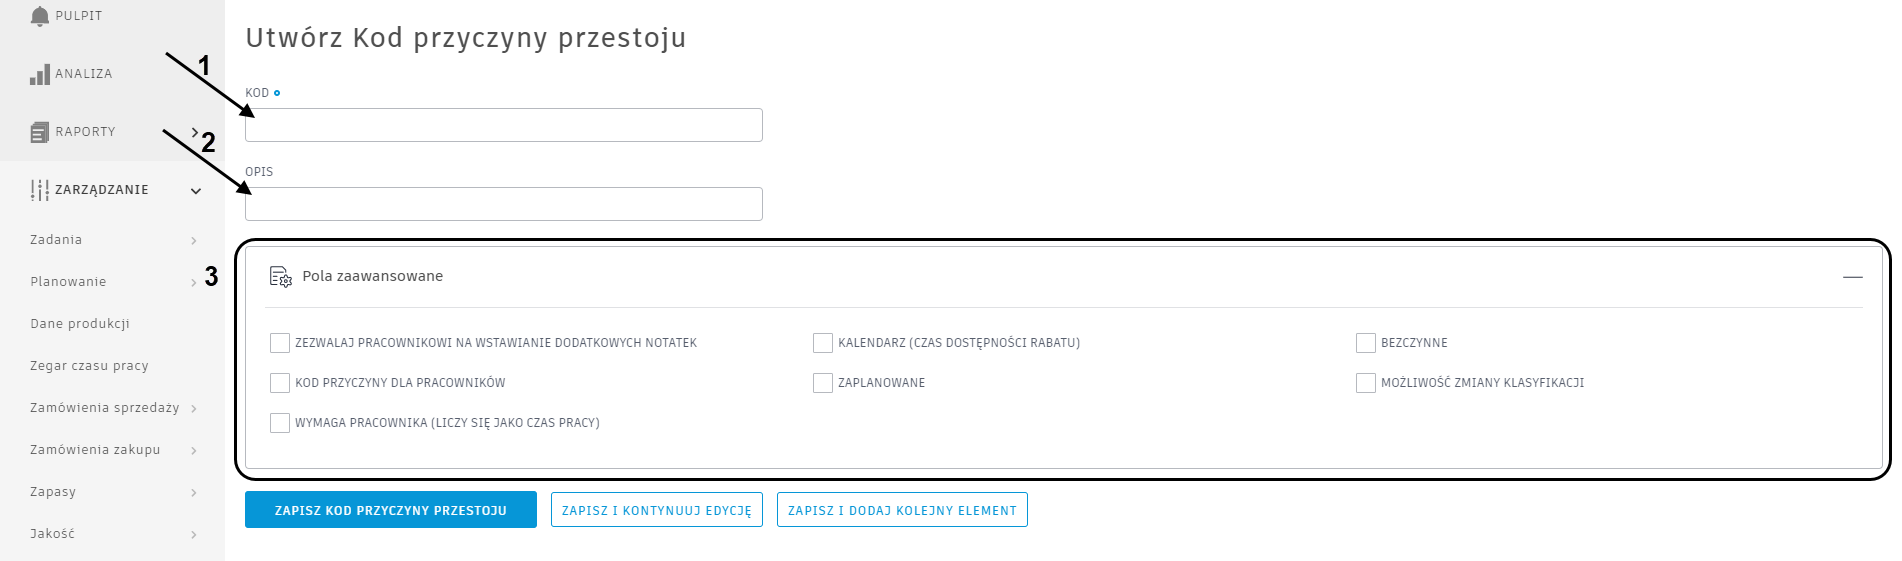 PULPIT
ANALIZA
RAPORTY
ZARZĄDZANIE
Zadania
Planowanie
Dane produkcji
Zegar czasu pracy
Zamówienia sprzedaży
Zamówienia zakupu
Zapasy
Jakość
Utwórz Kod przyczyny przestoju
1
KOD
2
OPIS
3
Pola zaawansowane
ZEZWALAJ PRACOWNIKOWI NA WSTAWIANIE DODATKOWYCH NOTATEK
KALENDARZ (CZAS DOSTĘPNOŚCI RABATU)
BEZCZYNNE
KOD PRZYCZYNY DLA PRACOWNIKÓW
ZAPLANOWANE
MOŻLIWOŚĆ ZMIANY KLASYFIKACJI
WYMAGA PRACOWNIKA (LICZY SIĘ JAKO CZAS PRACY)
ZAPISZ KOD PRZYCZYNY PRZESTOJU
ZAPISZ I KONTYNUUJ EDYCJĘ
ZAPISZ I DODAJ KOLEJNY ELEMENT